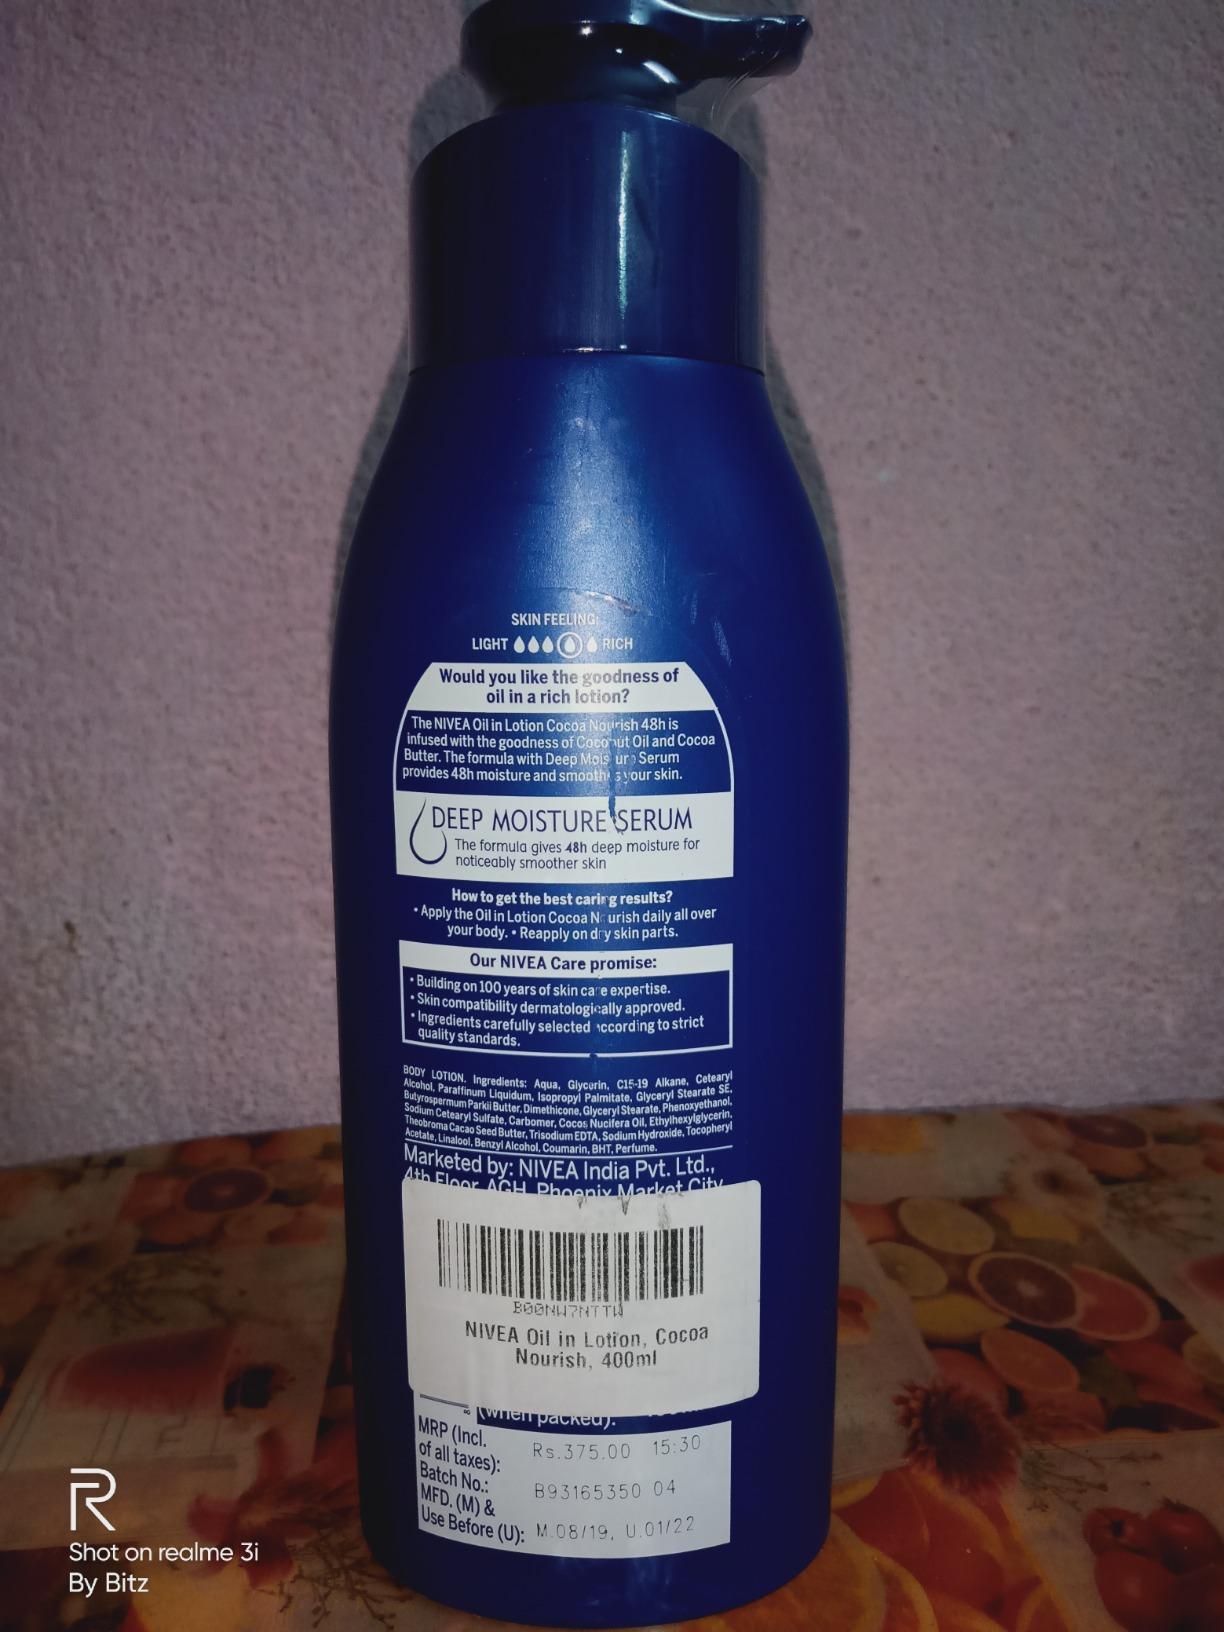 SKIN FEELING:
LIGHT RICH
Would you like the goodness of
oil in a rich lotion?
The NIVEA Oil in Lotion Cocoa Nourish 48h is
infused with the goodness of Coconut Oil and Cocoa
Butter. The formula with Deep Moisture Serum
provides 48h moisture and smooths your skin.
DEEP MOISTURE SERUM
The formula gives 48h deep moisture for
noticeably smoother skin
How to get the best caring results?
• Apply the Oil in Lotion Cocoa Nourish daily all over
your body. • Reapply on dry skin parts.
Our NIVEA Care promise:
• Building on 100 years of skin care expertise.
• Skin compatibility dermatologically approved.
• Ingredients carefully selected according to strict
quality standards.
BODY LOTION. Ingredients: Aqua, Glycerin, C15-19 Alkane, Cetearyl
Alcohol, Paraffinum Liquidum, Isopropyl Palmitate, Glyceryl Stearate SE,
Butyrospermum Parkii Butter, Dimethicone, Glyceryl Stearate, Phenoxyethanol,
Sodium Cetearyl Sulfate, Carbomer, Cocos Nucifera Oil, Ethylhexylglycerin,
Theobroma Cacao Seed Butter, Trisodium EDTA, Sodium Hydroxide, Tocopheryl
Acetate, Linalool, Benzyl Alcohol, Coumarin, BHT, Perfume.
Marketed by: NIVEA India Pvt. Ltd.,
4th Floor, AGH, Phoenix Market City,
B00NW7NTTW
NIVEA Oil in Lotion, Cocoa
Nourish, 400ml
(when packed):
MRP (Incl.
of all taxes): Rs.375.00 15:30
Batch No.: B93165350 04
MFD. (M) &
Use Before (U): M.08/19, U.01/22
R
Shot on realme 3i
By Bitz